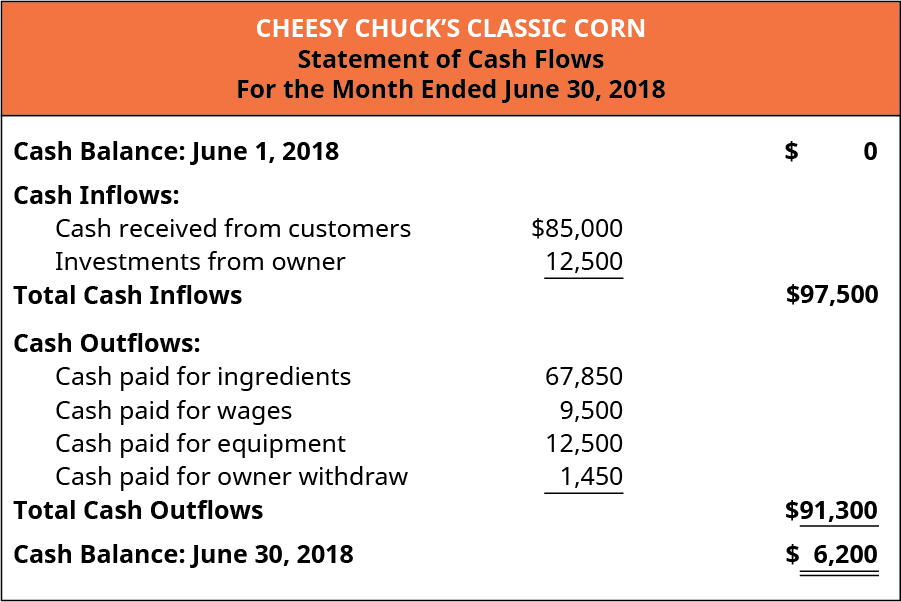 CHEESY CHUCK’S CLASSIC CORN
Statement of Cash Flows
For the Month Ended June 30, 2018
Cash Balance: June 1, 2018 $ 0
Cash Inflows:
Cash received from customers $85,000
Investments from owner 12,500
Total Cash Inflows $97,500
Cash Outflows:
Cash paid for ingredients 67,850
Cash paid for wages 9,500
Cash paid for equipment 12,500
Cash paid for owner withdraw 1,450
Total Cash Outflows $91,300
Cash Balance: June 30, 2018 $ 6,200